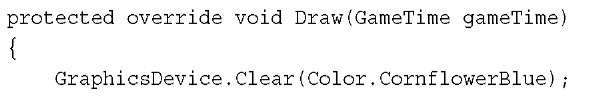 protected override void Draw(GameTime gameTime)
{
    GraphicsDevice.Clear(Color.CornflowerBlue);